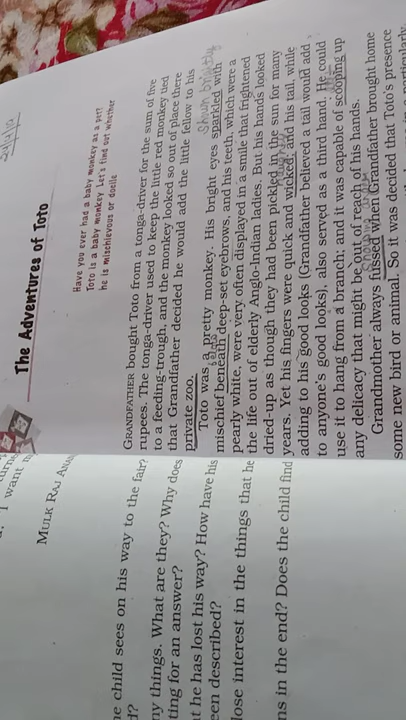 The Adventures of Toto
Have you ever had a baby monkey as a pet?
Toto is a baby monkey. Let's find out whether
he is mischievous or docile
GRANDFATHER bought Toto from a tonga-driver for the sum of five
rupees. The tonga-driver used to keep the little red monkey tied
to a feeding-trough, and the monkey looked so out of place there
that Grandfather decided he would add the little fellow to his
private zoo.
Toto was a pretty monkey. His bright eyes sparkled with
mischief beneath deep-set eyebrows, and his teeth, which were a
pearly white, were very often displayed in a smile that frightened
the life out of elderly Anglo-Indian ladies. But his hands looked
dried-up as though they had been pickled in the sun for many
years. Yet his fingers were quick and wicked; and his tail, while
adding to his good looks (Grandfather believed a tail would add
to anyone's good looks), also served as a third hand. He could
use it to hang from a branch; and it was capable of scooping up
any delicacy that might be out of reach of his hands.
Grandmother always fussed when Grandfather brought home
some new bird or animal. So it was decided that Toto's presence
I want
MULK RAJ
child sees on his way to the fair?
things. What are they? Why does
for an answer?
he has lost his way? How have his
described?
interest in the things that he
in the end? Does the child find